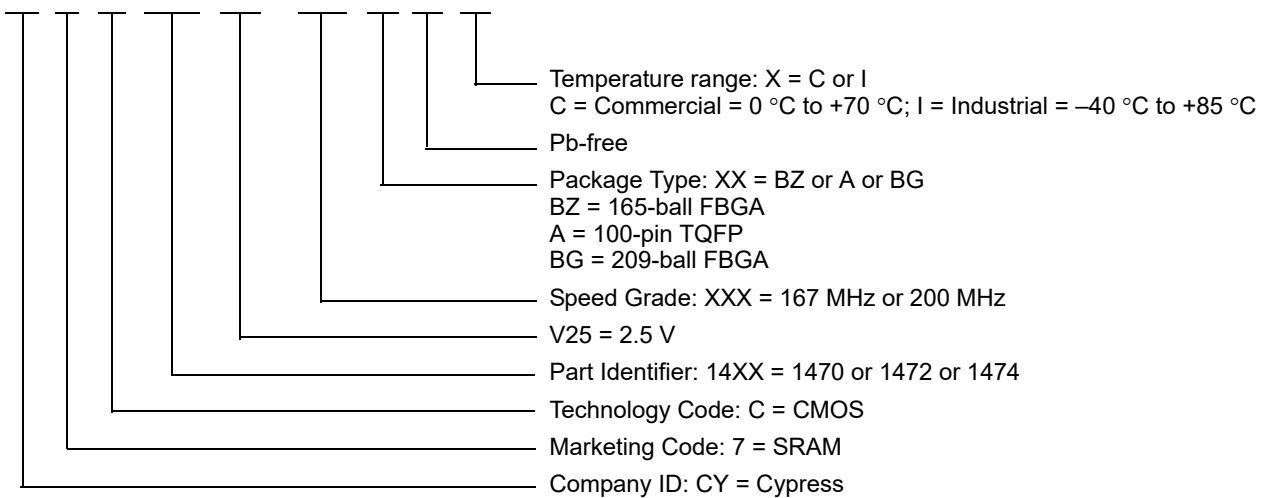 Temperature range: X = C or I
C = Commercial = 0 °C to +70 °C; I = Industrial = –40 °C to +85 °C
Pb-free
Package Type: XX = BZ or A or BG
BZ = 165-ball FBGA
A = 100-pin TQFP
BG = 209-ball FBGA
Speed Grade: XXX = 167 MHz or 200 MHz
V25 = 2.5 V
Part Identifier: 14XX = 1470 or 1472 or 1474
Technology Code: C = CMOS
Marketing Code: 7 = SRAM
Company ID: CY = Cypress